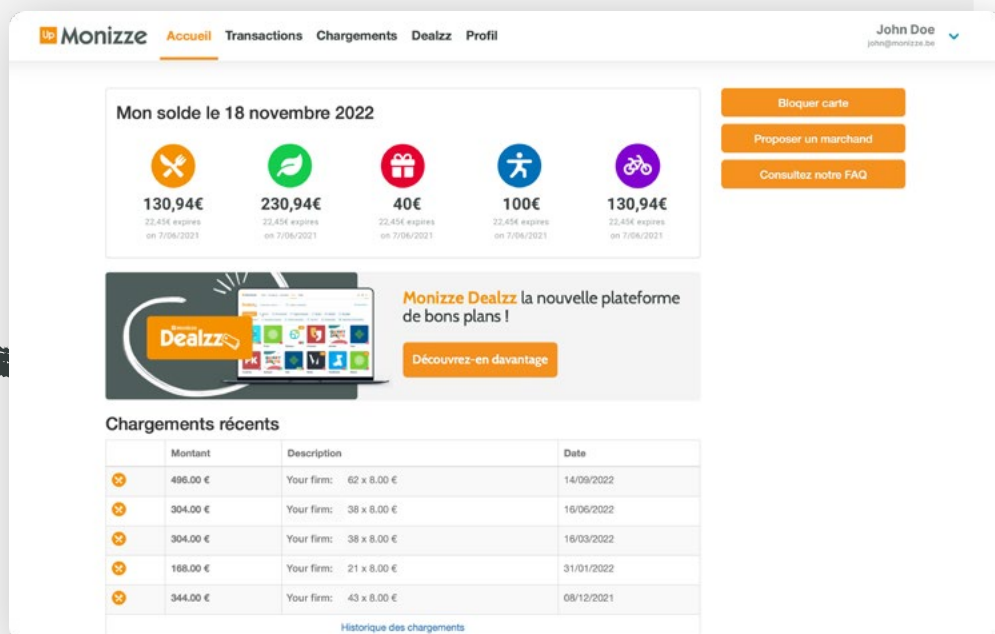 Up Monizze Accueil Transactions Chargements Dealzz Profil
John Doe
john@monizze.be
Mon solde le 18 novembre 2022
130,94€ 230,94€ 40€ 100€ 130,94€
22,45€ expires 22,45€ expires 22,45€ expires 22,45€ expires 22,45€ expires
on 7/06/2021 on 7/06/2021 on 7/06/2021 on 7/06/2021 on 7/06/2021
Bloquer carte
Proposer un marchand
Consultez notre FAQ
Dealzz
Monizze Dealzz la nouvelle plateforme
de bons plans !
Découvrez-en davantage
Chargements récents
Montant Description Date
496.00 € Your firm: 62 x 8.00 € 14/09/2022
304.00 € Your firm: 38 x 8.00 € 16/06/2022
304.00 € Your firm: 38 x 8.00 € 16/03/2022
168.00 € Your firm: 21 x 8.00 € 31/01/2022
344.00 € Your firm: 43 x 8.00 € 08/12/2021
Historique des chargements